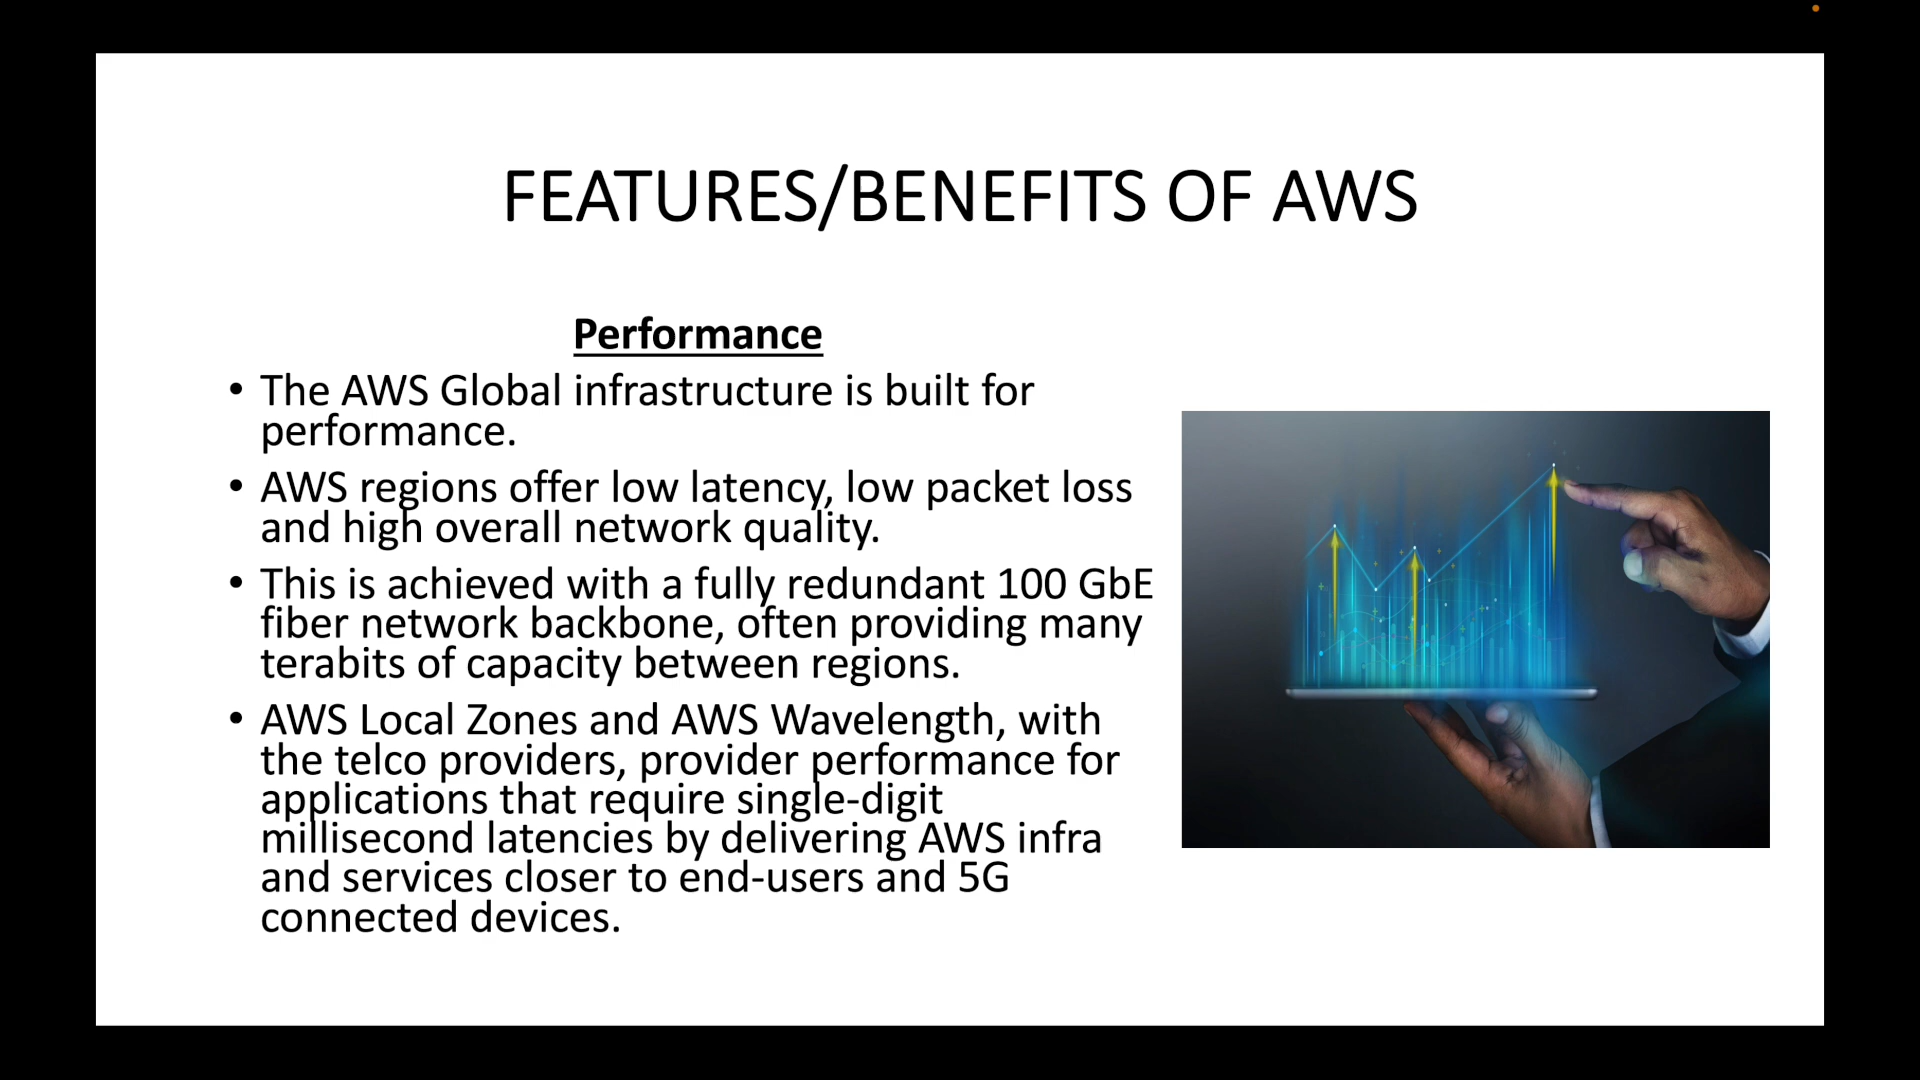 FEATURES/BENEFITS OF AWS
Performance
• The AWS Global infrastructure is built for
performance.
• AWS regions offer low latency, low packet loss
and high overall network quality.
• This is achieved with a fully redundant 100 GbE
fiber network backbone, often providing many
terabits of capacity between regions.
• AWS Local Zones and AWS Wavelength, with
the telco providers, provider performance for
applications that require single-digit
millisecond latencies by delivering AWS infra
and services closer to end-users and 5G
connected devices.